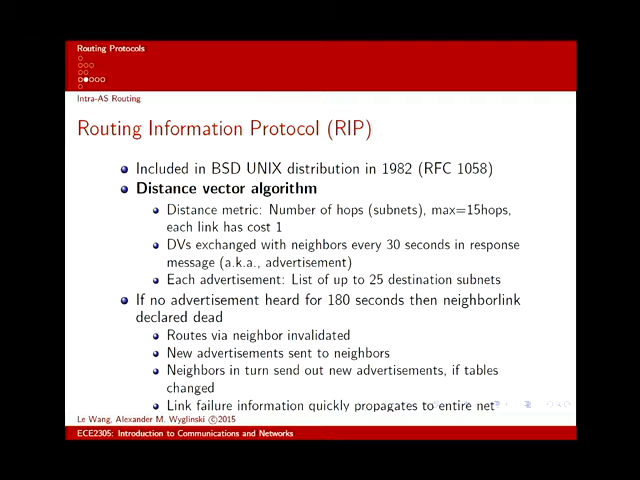 Routing Protocols
Intra-AS Routing
Routing Information Protocol (RIP)
Included in BSD UNIX distribution in 1982 (RFC 1058)
Distance vector algorithm
Distance metric: Number of hops (subnets), max=15hops,
each link has cost 1
DVs exchanged with neighbors every 30 seconds in response
message (a.k.a., advertisement)
Each advertisement: List of up to 25 destination subnets
If no advertisement heard for 180 seconds then neighborlink
declared dead
Routes via neighbor invalidated
New advertisements sent to neighbors
Neighbors in turn send out new advertisements, if tables
changed
Link failure information quickly propagates to entire net
Le Wang, Alexander M. Wyglinski ©2015
ECE2305: Introduction to Communications and Networks